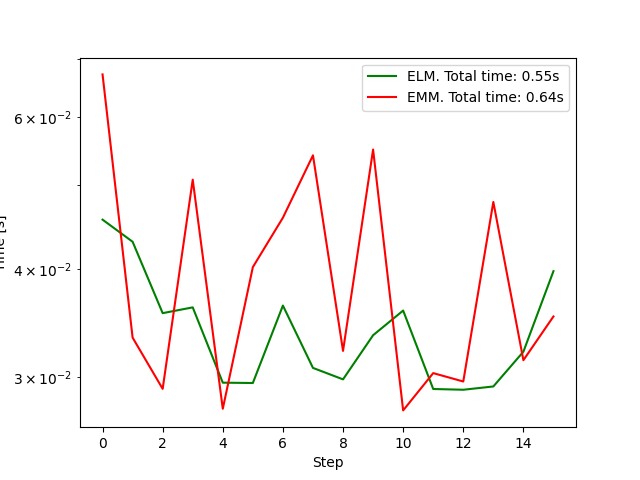 ELM. Total time: 0.55s
EMM. Total time: 0.64s
6 × 10⁻²
4 × 10⁻²
3 × 10⁻²
Time [s]
0 2 4 6 8 10 12 14
Step